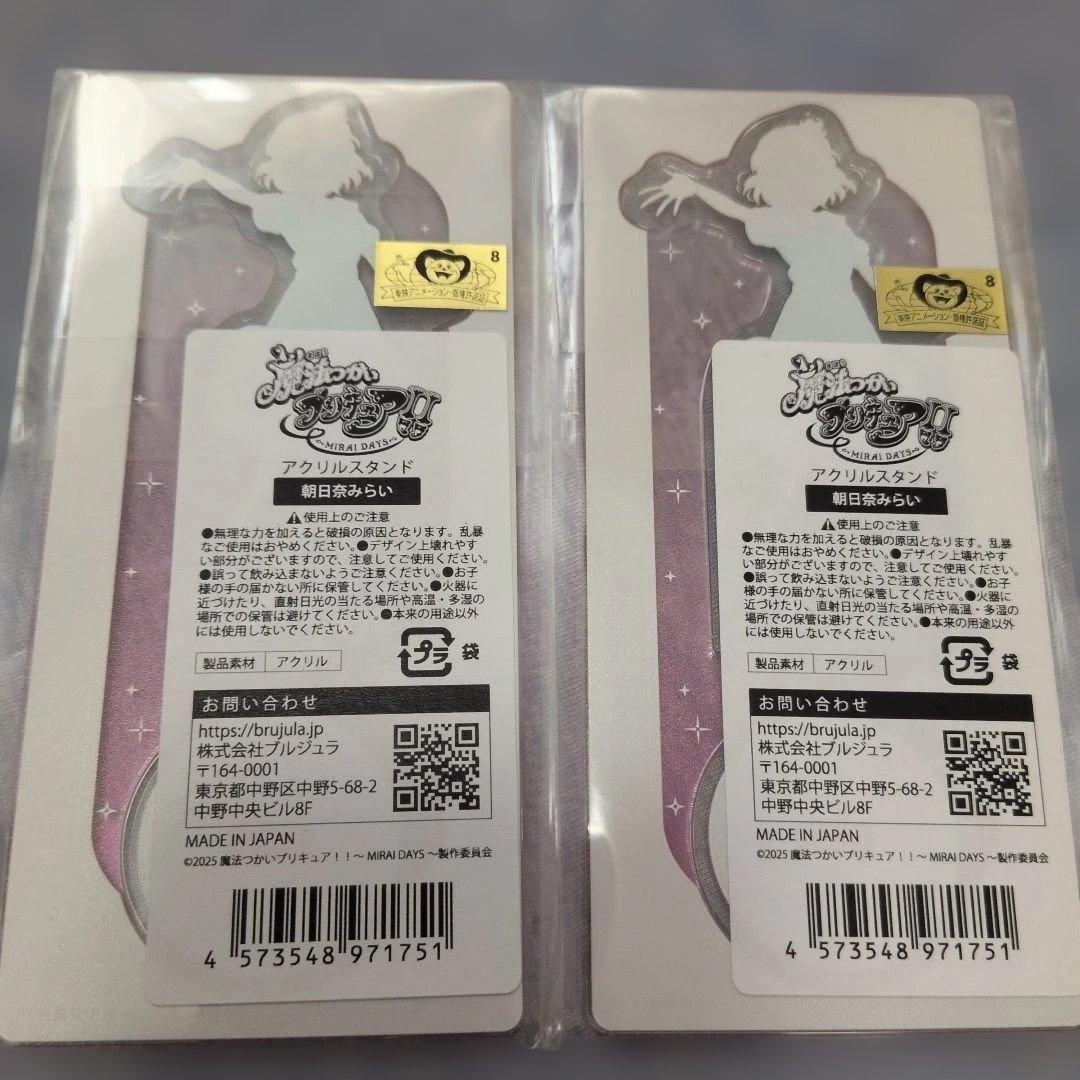 8
東映アニメーション・版権許諾証
まほう
魔法つかい
プリキュア!!
MIRAI DAYS
アクリルスタンド
朝日奈みらい
使用上のご注意
●無理な力を加えると破損の原因となります。乱暴
なご使用はおやめください。●デザイン上壊れやす
い部分がございますので、注意してご使用ください。
●誤って飲み込まないようご注意ください。●お子
様の手の届かない所に保管してください。●火器に
近づけたり、直射日光の当たる場所や高温・多湿の
場所での保管は避けてください。●本来の用途以外
には使用しないでください。
プラ 袋
製品素材 アクリル
お問い合わせ
https://brujula.jp
株式会社ブルジュラ
〒164-0001
東京都中野区中野5-68-2
中野中央ビル8F
MADE IN JAPAN
©2025 魔法つかいプリキュア!!~ MIRAI DAYS ~製作委員会
4 573548 971751
8
東映アニメーション・版権許諾証
まほう
魔法つかい
プリキュア!!
MIRAI DAYS
アクリルスタンド
朝日奈みらい
使用上のご注意
●無理な力を加えると破損の原因となります。乱暴
なご使用はおやめください。●デザイン上壊れやす
い部分がございますので、注意してご使用ください。
●誤って飲み込まないようご注意ください。●お子
様の手の届かない所に保管してください。●火器に
近づけたり、直射日光の当たる場所や高温・多湿の
場所での保管は避けてください。●本来の用途以外
には使用しないでください。
プラ 袋
製品素材 アクリル
お問い合わせ
https://brujula.jp
株式会社ブルジュラ
〒164-0001
東京都中野区中野5-68-2
中野中央ビル8F
MADE IN JAPAN
©2025 魔法つかいプリキュア!!~ MIRAI DAYS ~製作委員会
4 573548 971751